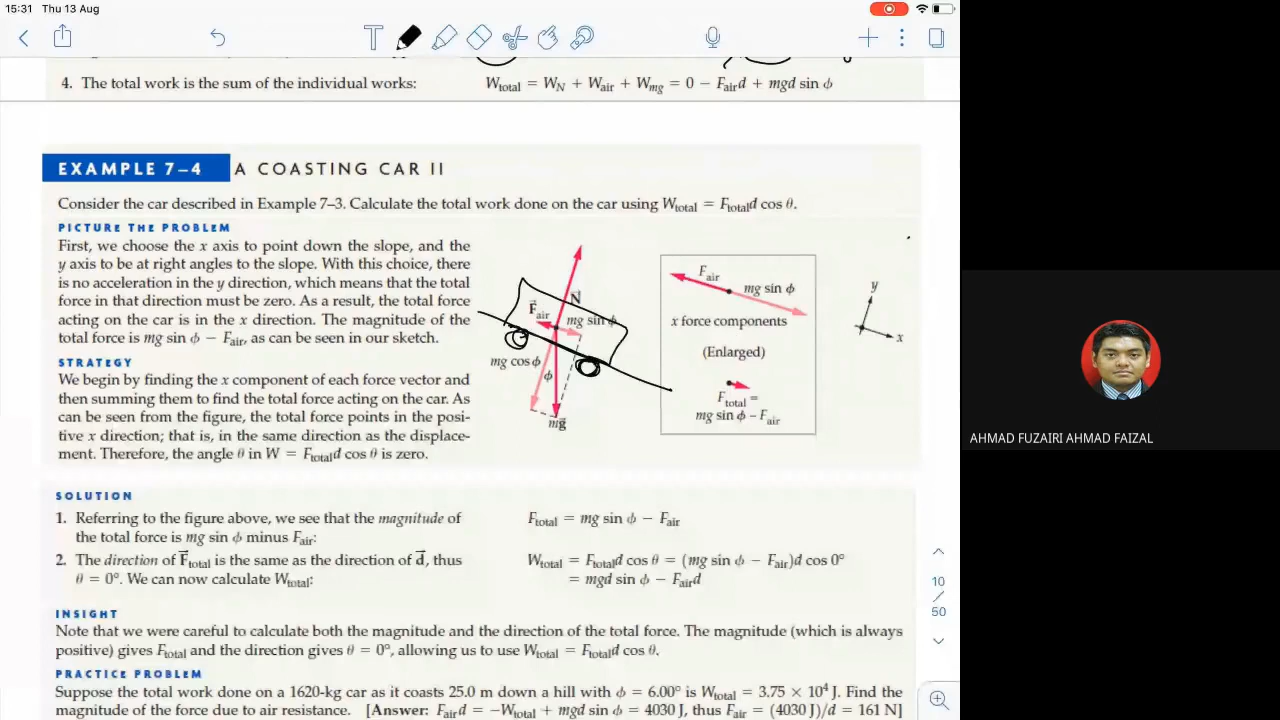 15:31 Thu 13 Aug
4. The total work is the sum of the individual works: W_total = W_N + W_air + W_mg = 0 − F_air d + mgd sin ϕ
EXAMPLE 7–4 A COASTING CAR II
Consider the car described in Example 7–3. Calculate the total work done on the car using W_total = F_total d cos θ.
PICTURE THE PROBLEM
First, we choose the x axis to point down the slope, and the
y axis to be at right angles to the slope. With this choice, there
is no acceleration in the y direction, which means that the total
force in that direction must be zero. As a result, the total force
acting on the car is in the x direction. The magnitude of the
total force is mg sin ϕ − F_air, as can be seen in our sketch.
STRATEGY
We begin by finding the x component of each force vector and
then summing them to find the total force acting on the car. As
can be seen from the figure, the total force points in the posi-
tive x direction; that is, in the same direction as the displace-
ment. Therefore, the angle θ in W = F_total d cos θ is zero.
N⃗
F⃗_air
mg sin ϕ
mg cos ϕ
ϕ
mg⃗
F_air
mg sin ϕ
x force components
(Enlarged)
F_total =
mg sin ϕ − F_air
y
x
SOLUTION
1. Referring to the figure above, we see that the magnitude of F_total = mg sin ϕ − F_air
the total force is mg sin ϕ minus F_air:
2. The direction of F⃗_total is the same as the direction of d⃗, thus W_total = F_total d cos θ = (mg sin ϕ − F_air)d cos 0°
θ = 0°. We can now calculate W_total: = mgd sin ϕ − F_air d
INSIGHT
Note that we were careful to calculate both the magnitude and the direction of the total force. The magnitude (which is always
positive) gives F_total and the direction gives θ = 0°, allowing us to use W_total = F_total d cos θ.
PRACTICE PROBLEM
Suppose the total work done on a 1620-kg car as it coasts 25.0 m down a hill with ϕ = 6.00° is W_total = 3.75 × 10⁴ J. Find the
magnitude of the force due to air resistance. [Answer: F_air d = −W_total + mgd sin ϕ = 4030 J, thus F_air = (4030 J)/d = 161 N]
10
/
50
AHMAD FUZAIRI AHMAD FAIZAL